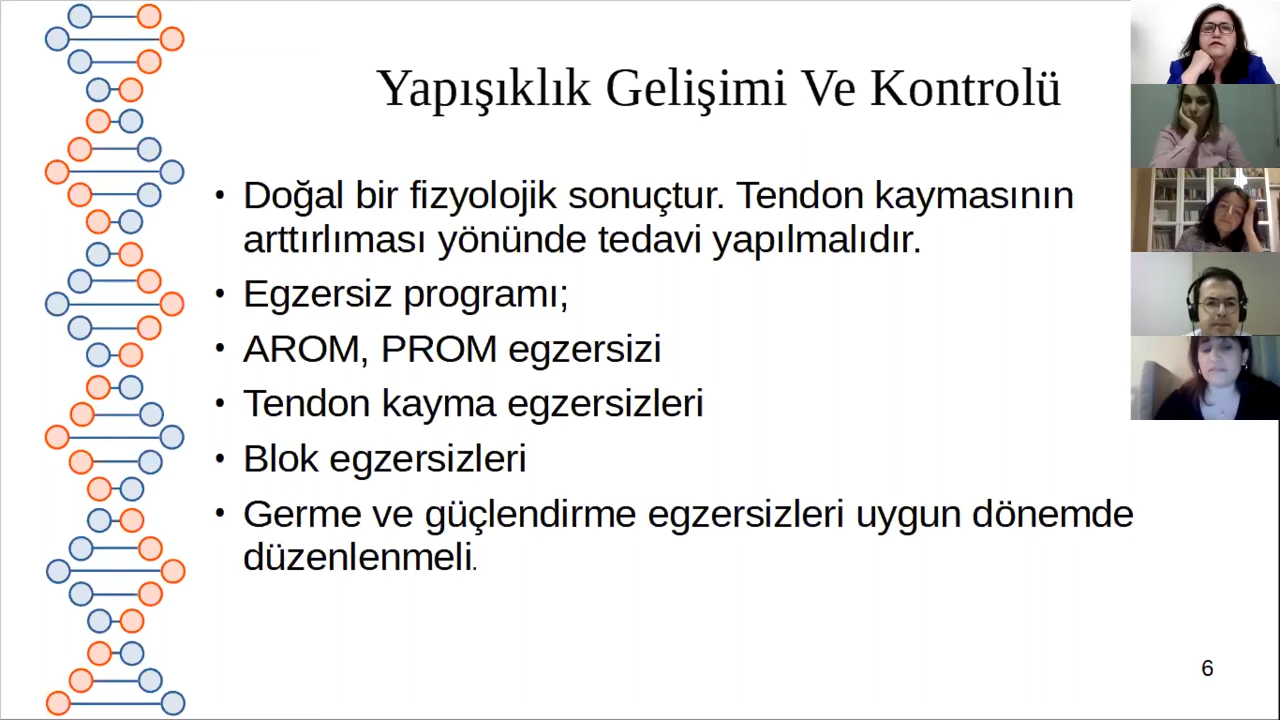 Yapışıklık Gelişimi Ve Kontrolü
• Doğal bir fizyolojik sonuçtur. Tendon kaymasının
arttırlıması yönünde tedavi yapılmalıdır.
• Egzersiz programı;
• AROM, PROM egzersizi
• Tendon kayma egzersizleri
• Blok egzersizleri
• Germe ve güçlendirme egzersizleri uygun dönemde
düzenlenmeli.
6